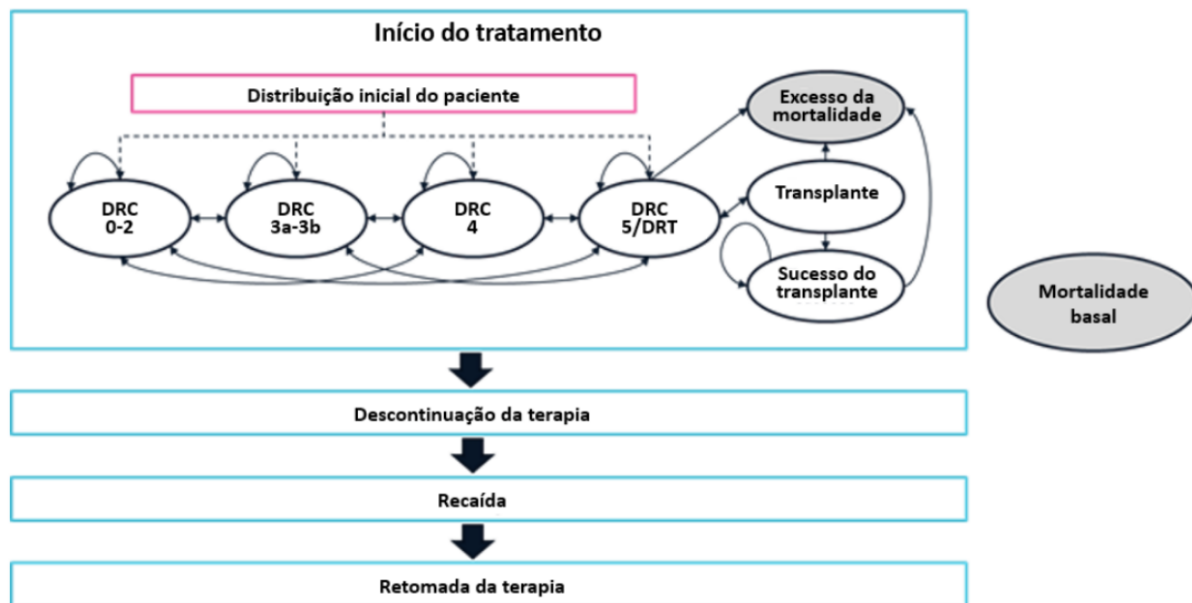 Início do tratamento
Distribuição inicial do paciente
Excesso da
mortalidade
DRC
0-2
DRC
3a-3b
DRC
4
DRC
5/DRT
Transplante
Sucesso do
transplante
Mortalidade
basal
Descontinuação da terapia
Recaída
Retomada da terapia